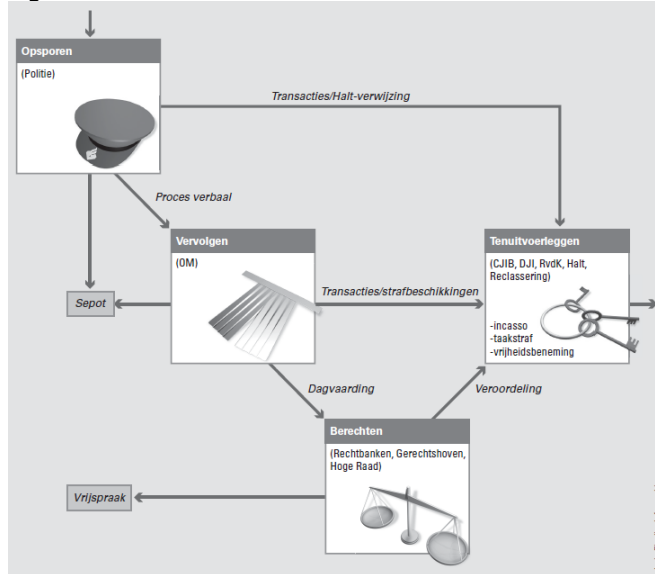 Opsporen
(Politie)
Transacties/Halt-verwijzing
Proces verbaal
Vervolgen
(OM)
Tenuitvoerleggen
(CJIB, DJI, RvdK, Halt,
Reclassering)
Sepot
Transacties/strafbeschikkingen
-incasso
-taakstraf
-vrijheidsbeneming
Dagvaarding
Veroordeling
Berechten
(Rechtbanken, Gerechtshoven,
Hoge Raad)
Vrijspraak